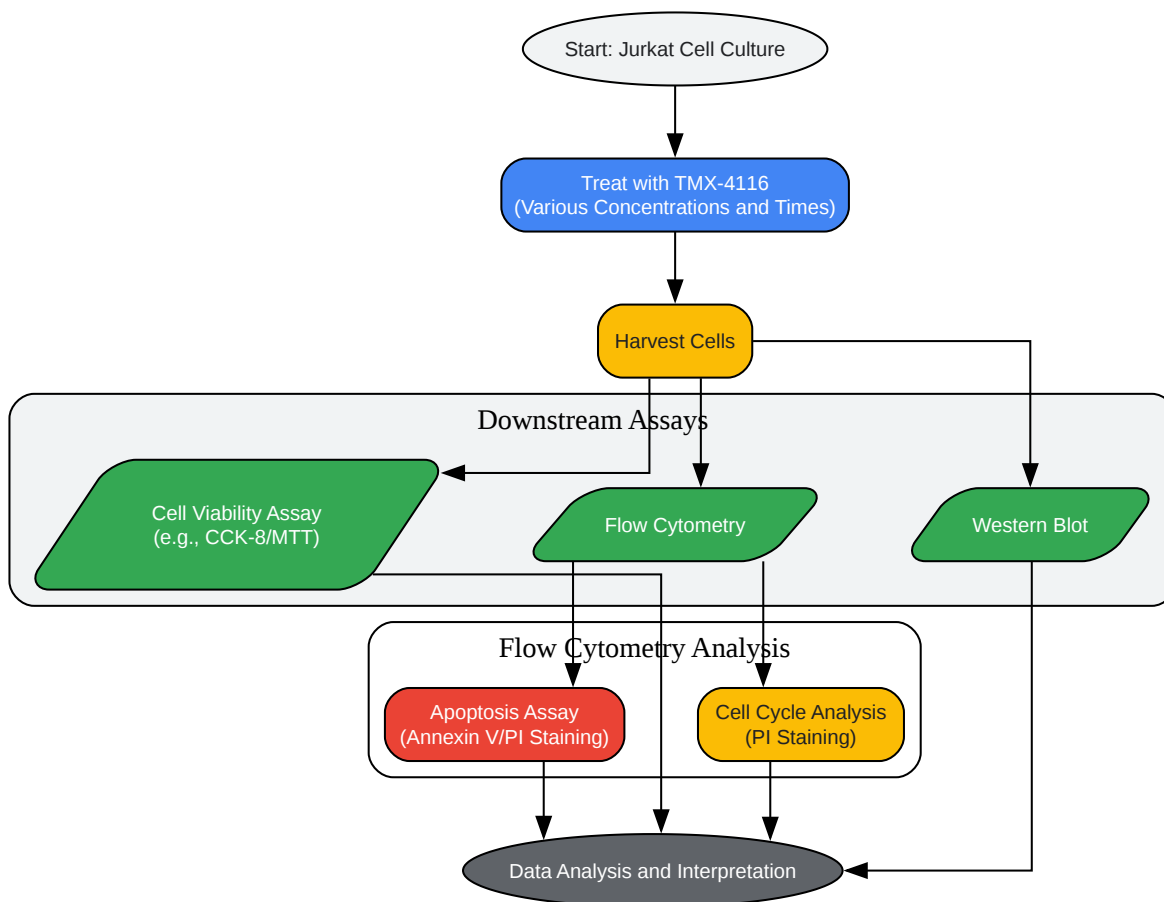 Start: Jurkat Cell Culture
Treat with TMX-4116
(Various Concentrations and Times)
Harvest Cells
Downstream Assays
Cell Viability Assay
(e.g., CCK-8/MTT)
Flow Cytometry
Western Blot
Flow Cytometry Analysis
Apoptosis Assay
(Annexin V/PI Staining)
Cell Cycle Analysis
(PI Staining)
Data Analysis and Interpretation